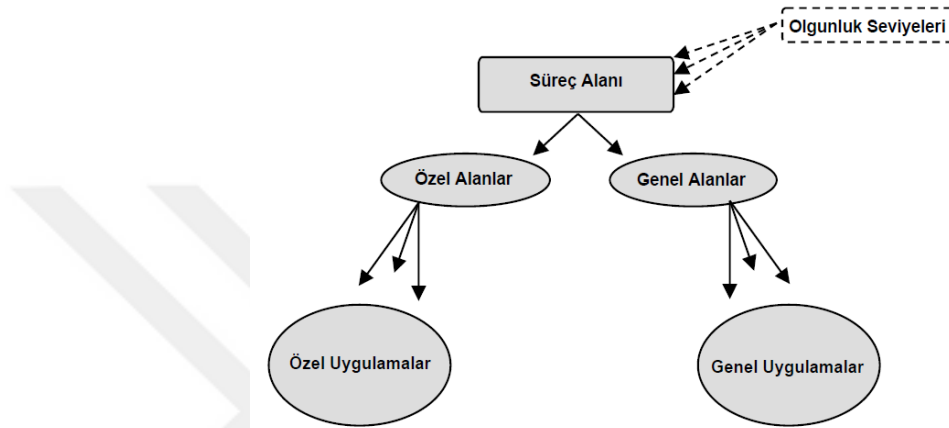 Olgunluk Seviyeleri
Süreç Alanı
Özel Alanlar
Genel Alanlar
Özel Uygulamalar
Genel Uygulamalar